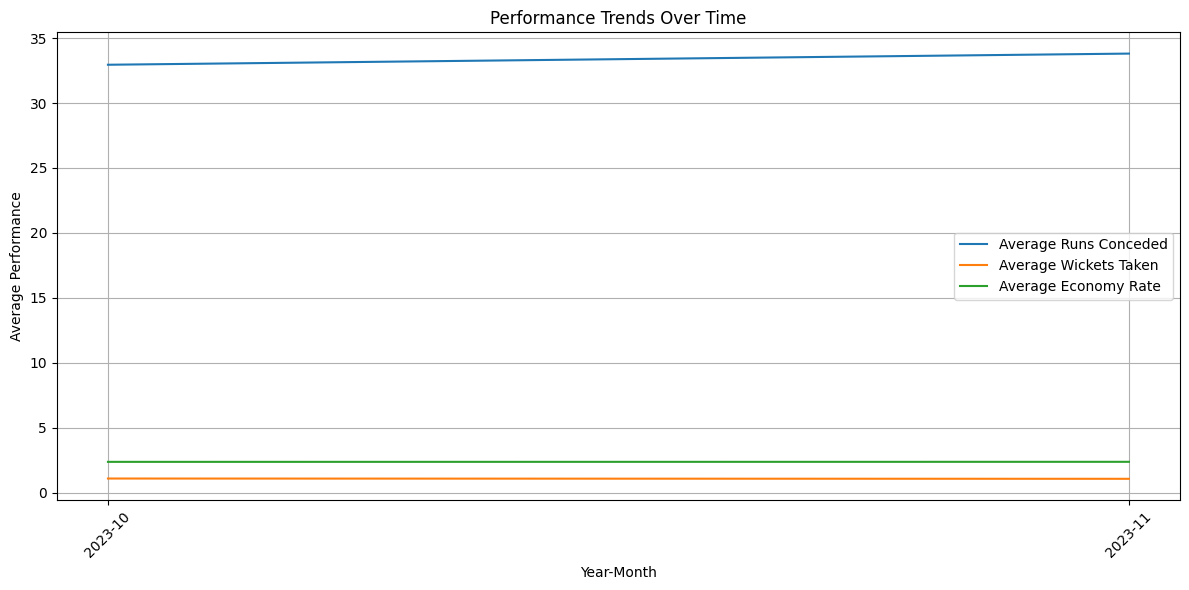 Performance Trends Over Time
35
30
25
20
15
10
5
0
Average Performance
Average Runs Conceded
Average Wickets Taken
Average Economy Rate
2023-10
2023-11
Year-Month